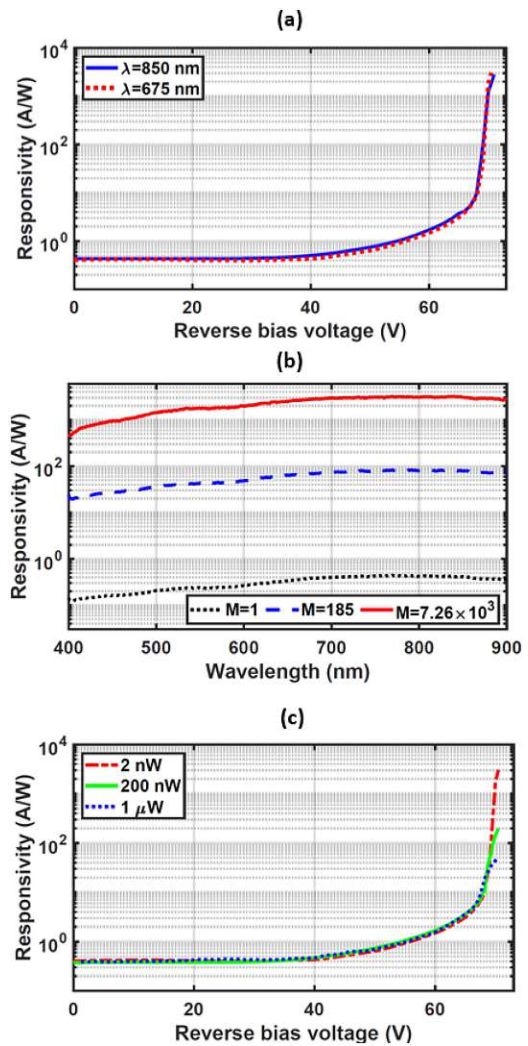 (a)
Responsivity (A/W)
10^4
10^2
10^0
λ=850 nm
λ=675 nm
0 20 40 60
Reverse bias voltage (V)
(b)
Responsivity (A/W)
10^2
10^0
M=1 M=185 M=7.26×10^3
400 500 600 700 800 900
Wavelength (nm)
(c)
Responsivity (A/W)
10^4
10^2
10^0
2 nW
200 nW
1 μW
0 20 40 60
Reverse bias voltage (V)